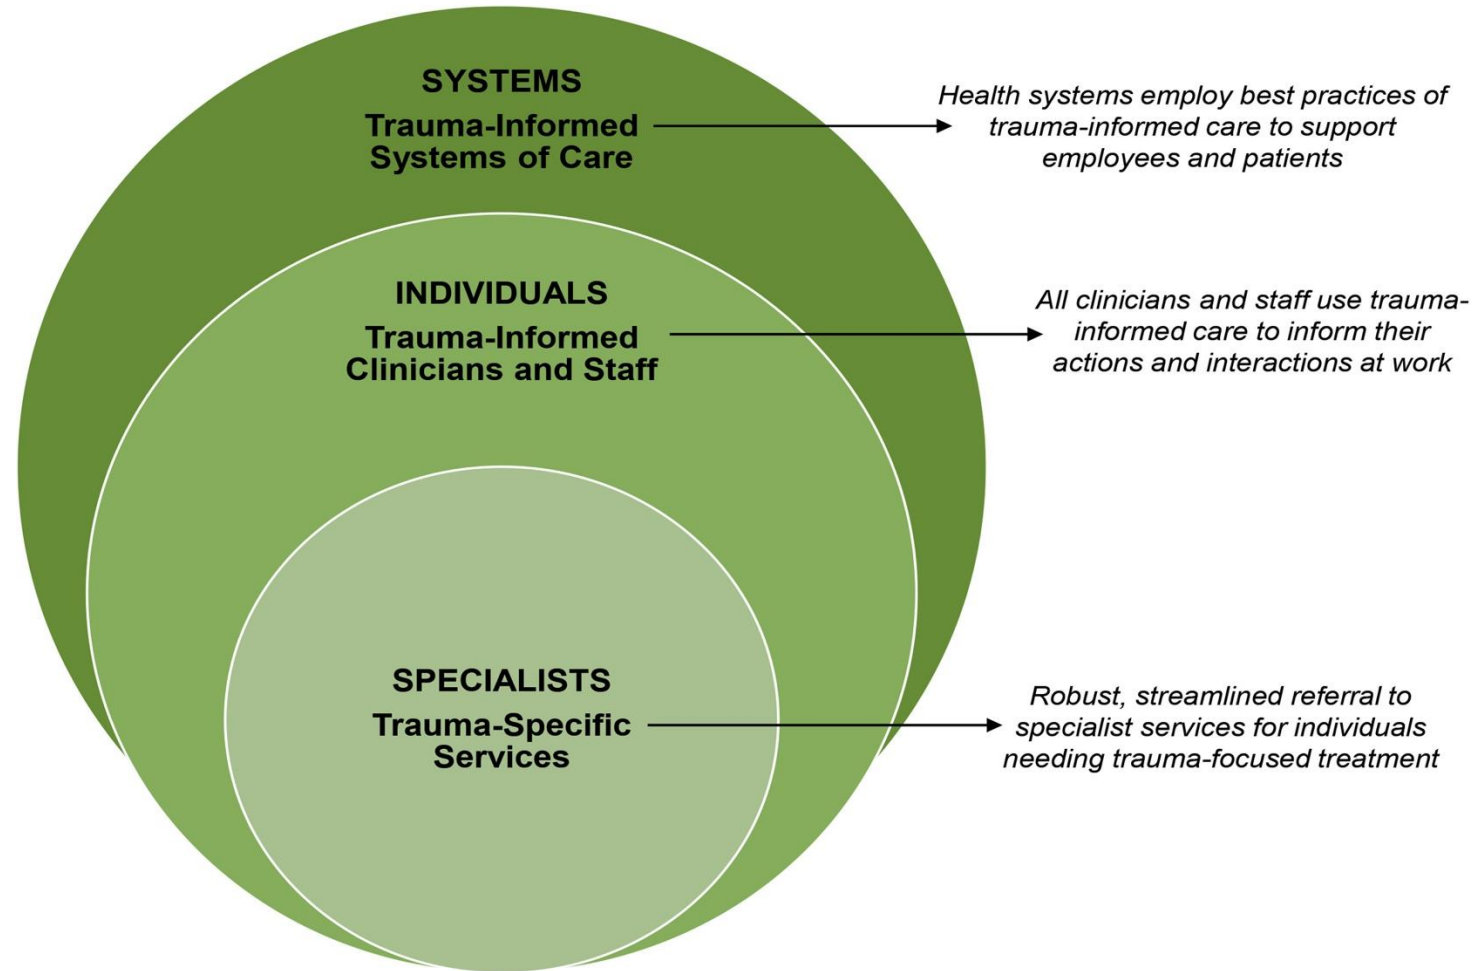 SYSTEMS
Trauma-Informed
Systems of Care
Health systems employ best practices of
trauma-informed care to support
employees and patients
INDIVIDUALS
Trauma-Informed
Clinicians and Staff
All clinicians and staff use trauma-
informed care to inform their
actions and interactions at work
SPECIALISTS
Trauma-Specific
Services
Robust, streamlined referral to
specialist services for individuals
needing trauma-focused treatment